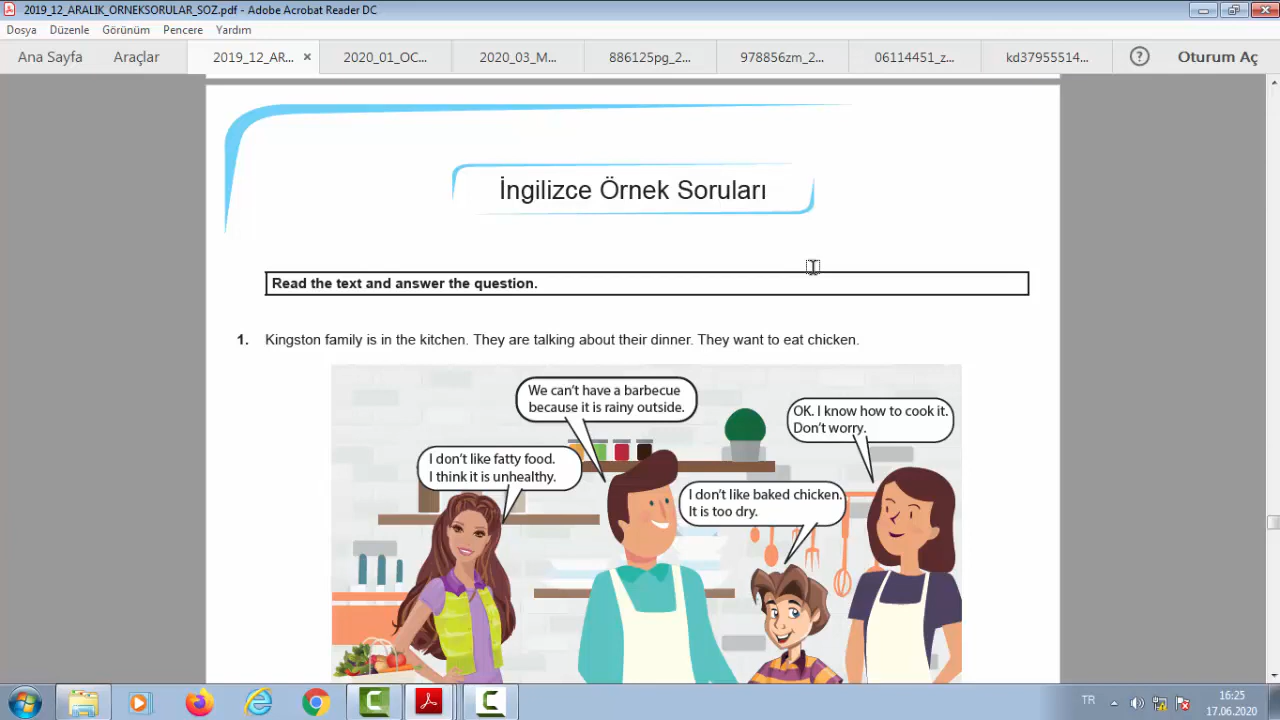 2019_12_ARALIK_ORNEKSORULAR_SOZ.pdf - Adobe Acrobat Reader DC
Dosya Düzenle Görünüm Pencere Yardım
Ana Sayfa Araçlar 2019_12_AR... × 2020_01_OC... 2020_03_M... 886125pg_2... 978856zm_2... 06114451_z... kd37955514... ? Oturum Aç
İngilizce Örnek Soruları
Read the text and answer the question.
1. Kingston family is in the kitchen. They are talking about their dinner. They want to eat chicken.
We can't have a barbecue
because it is rainy outside.
OK. I know how to cook it.
Don't worry.
I don't like fatty food.
I think it is unhealthy.
I don't like baked chicken.
It is too dry.
TR
16:25
17.06.2020